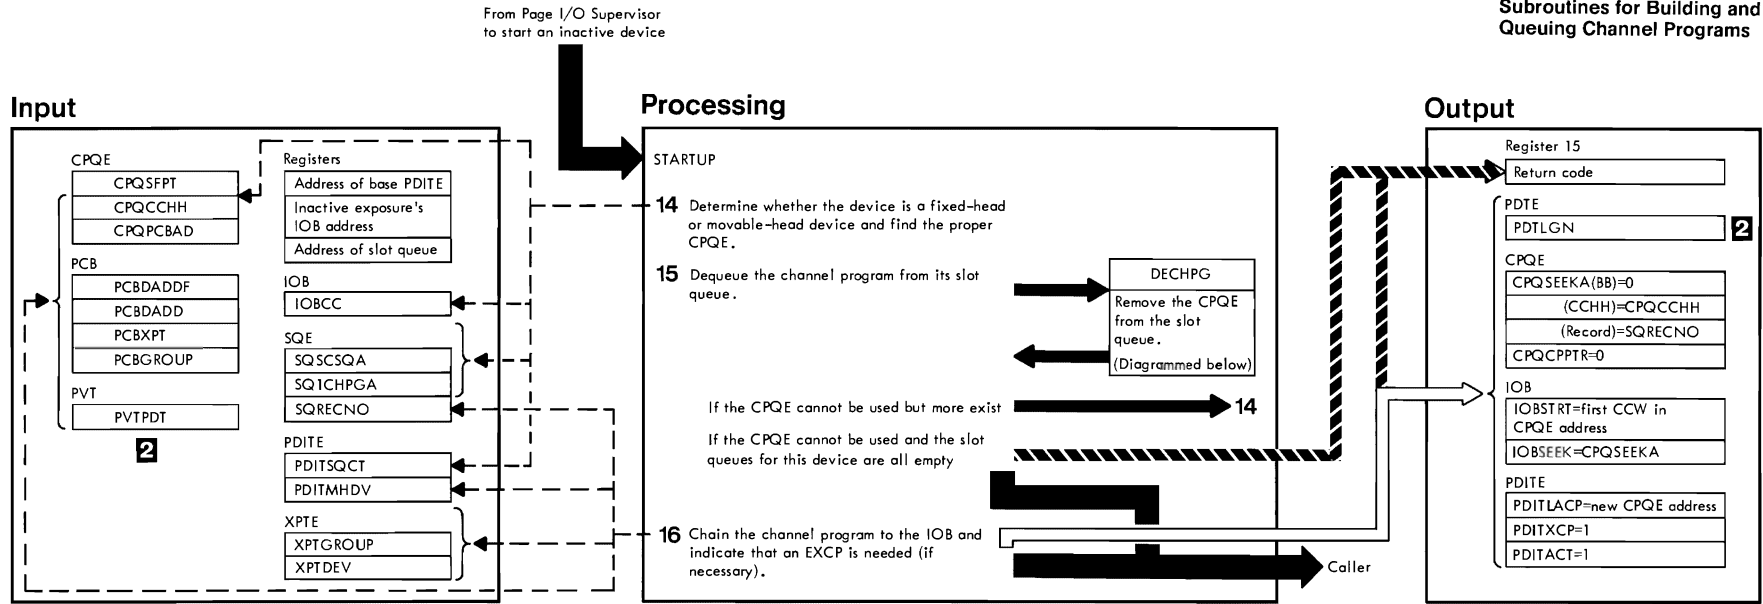 From Page I/O Supervisor
to start an inactive device
Subroutines for Building and
Queuing Channel Programs
Input
CPQE
CPQSFPT
CPQCCHH
CPQPCBAD
PCB
PCBDADDF
PCBDADD
PCBXPT
PCBGROUP
PVT
PVTPDT
2
Registers
Address of base PDITE
Inactive exposure's
IOB address
Address of slot queue
IOB
IOBCC
SQE
SQSCSQA
SQ1CHPGA
SQRECNO
PDITE
PDITSQCT
PDITMHDV
XPTE
XPTGROUP
XPTDEV
Processing
STARTUP
14 Determine whether the device is a fixed-head
or movable-head device and find the proper
CPQE.
15 Dequeue the channel program from its slot
queue.
DECHPG
Remove the CPQE
from the slot
queue.
(Diagrammed below)
If the CPQE cannot be used but more exist
14
If the CPQE cannot be used and the slot
queues for this device are all empty
16 Chain the channel program to the IOB and
indicate that an EXCP is needed (if
necessary).
Caller
Output
Register 15
Return code
PDTE
PDTLGN
2
CPQE
CPQSEEKA(BB)=0
(CCHH)=CPQCCHH
(Record)=SQRECNO
CPQCPPTR=0
IOB
IOBSTRT=first CCW in
CPQE address
IOBSEEK=CPQSEEKA
PDITE
PDITLACP=new CPQE address
PDITXCP=1
PDITACT=1